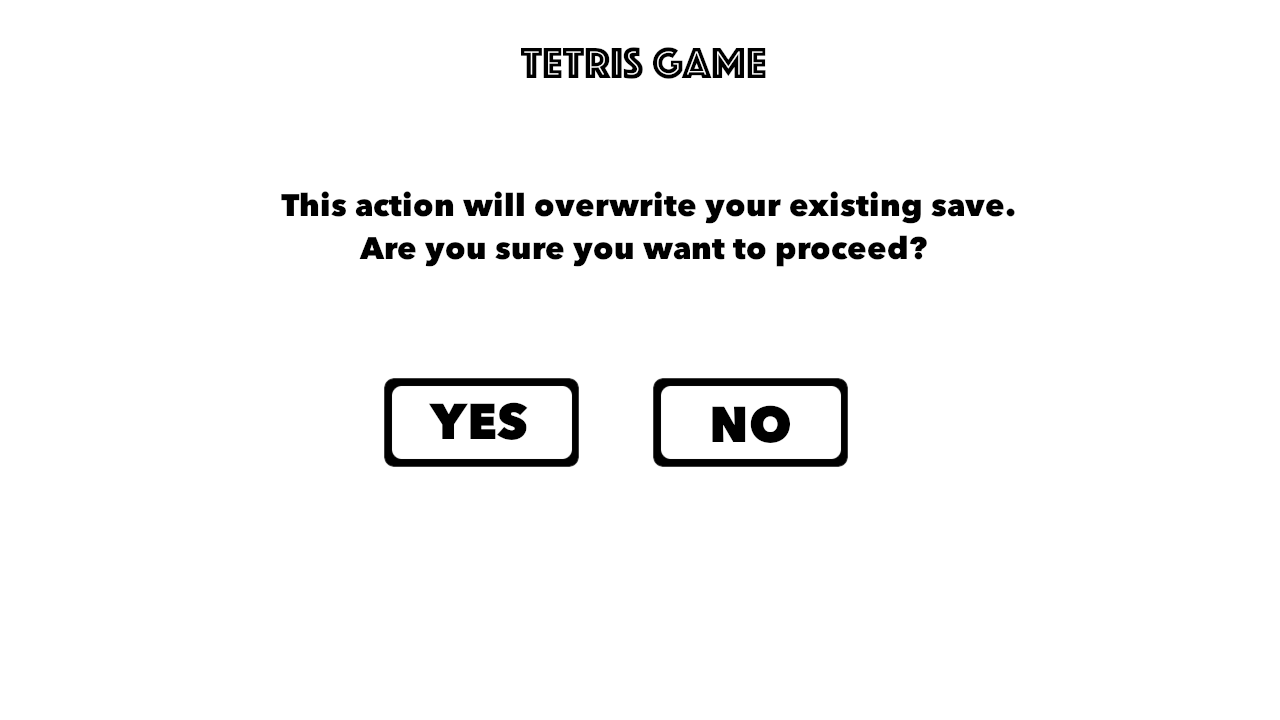 TETRIS GAME
This action will overwrite your existing save.
Are you sure you want to proceed?
YES
NO